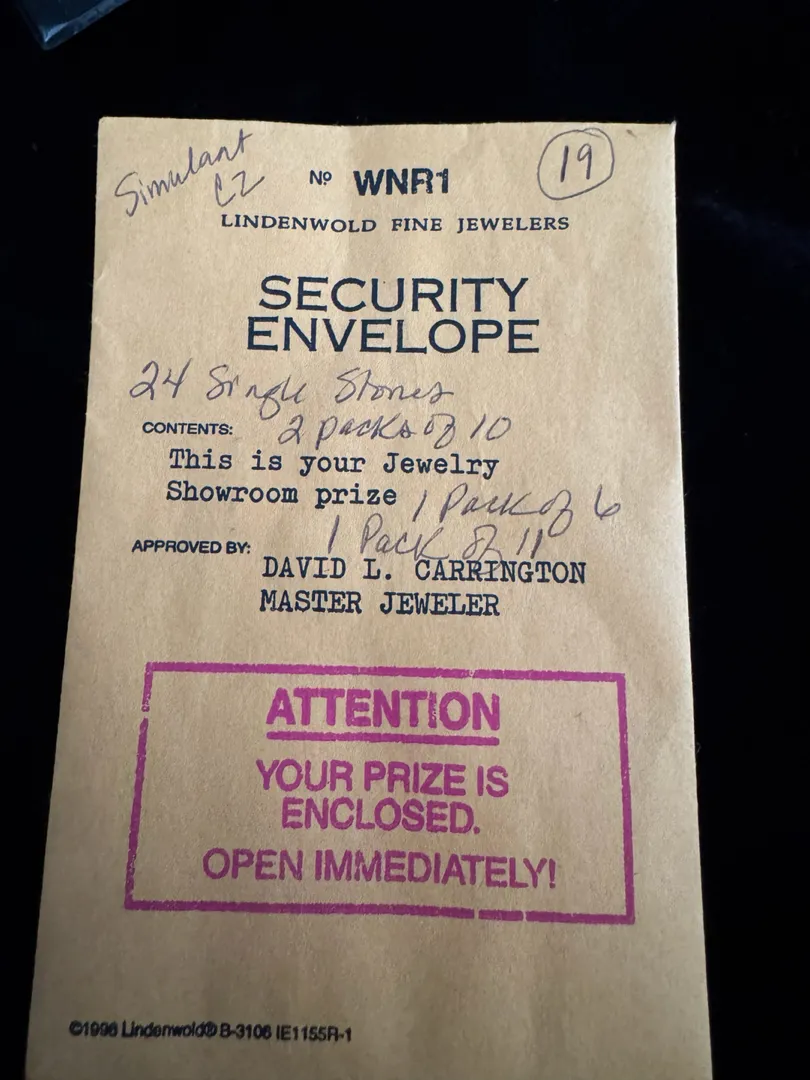 Simulant
CZ
Nº WNR1
19
LINDENWOLD FINE JEWELERS
SECURITY
ENVELOPE
24 Single Stones
CONTENTS: 2 packs of 10
This is your Jewelry
Showroom prize 1 Pack of 6
1 Pack of 11
APPROVED BY:
DAVID L. CARRINGTON
MASTER JEWELER
ATTENTION
YOUR PRIZE IS
ENCLOSED.
OPEN IMMEDIATELY!
©1996 Lindenwold® B-3106 IE1155R-1